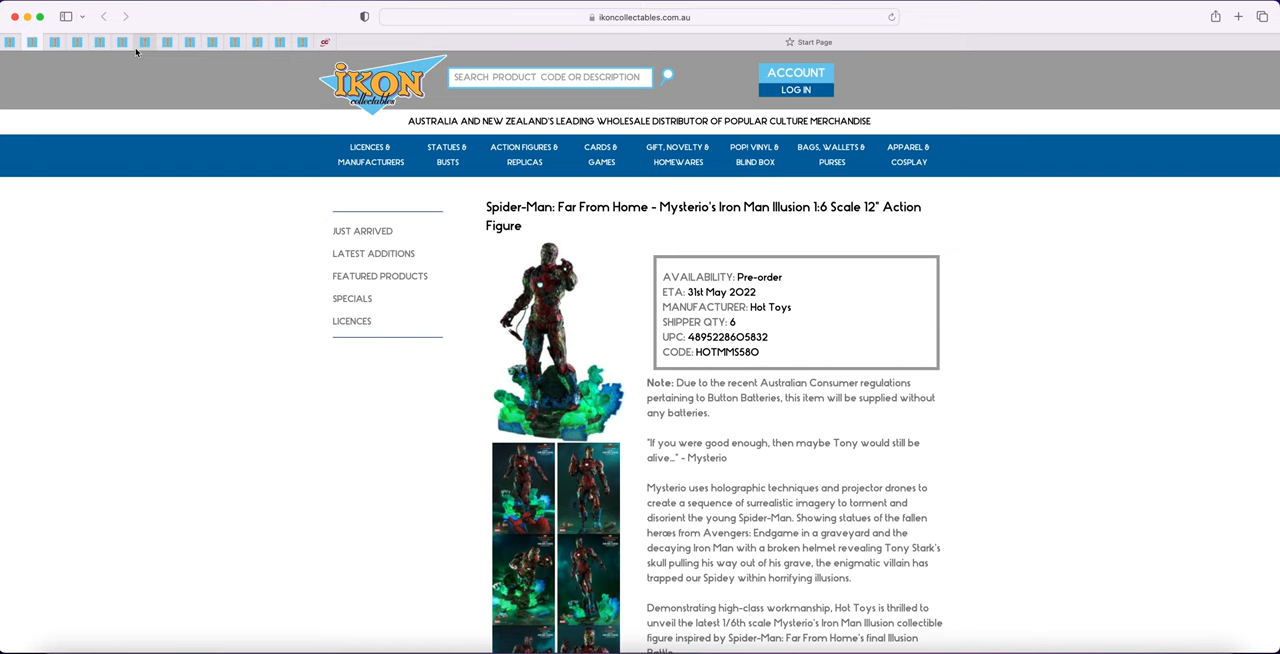 ikoncollectables.com.au
Start Page
iKON
collectables
SEARCH PRODUCT CODE OR DESCRIPTION
ACCOUNT
LOG IN
AUSTRALIA AND NEW ZEALAND'S LEADING WHOLESALE DISTRIBUTOR OF POPULAR CULTURE MERCHANDISE
LICENCES &
MANUFACTURERS
STATUES &
BUSTS
ACTION FIGURES &
REPLICAS
CARDS &
GAMES
GIFT, NOVELTY &
HOMEWARES
POP! VINYL &
BLIND BOX
BAGS, WALLETS &
PURSES
APPAREL &
COSPLAY
JUST ARRIVED
LATEST ADDITIONS
FEATURED PRODUCTS
SPECIALS
LICENCES
Spider-Man: Far From Home - Mysterio's Iron Man Illusion 1:6 Scale 12" Action
Figure
AVAILABILITY: Pre-order
ETA: 31st May 2022
MANUFACTURER: Hot Toys
SHIPPER QTY: 6
UPC: 4895228605832
CODE: HOTMMS580
Note: Due to the recent Australian Consumer regulations
pertaining to Button Batteries, this item will be supplied without
any batteries.
"If you were good enough, then maybe Tony would still be
alive..." - Mysterio
Mysterio uses holographic techniques and projector drones to
create a sequence of surrealistic imagery to torment and
disorient the young Spider-Man. Showing statues of the fallen
heroes from Avengers: Endgame in a graveyard and the
decaying Iron Man with a broken helmet revealing Tony Stark's
skull pulling his way out of his grave, the enigmatic villain has
trapped our Spidey within horrifying illusions.
Demonstrating high-class workmanship, Hot Toys is thrilled to
unveil the latest 1/6th scale Mysterio's Iron Man Illusion collectible
figure inspired by Spider-Man: Far From Home's final Illusion
Battle.